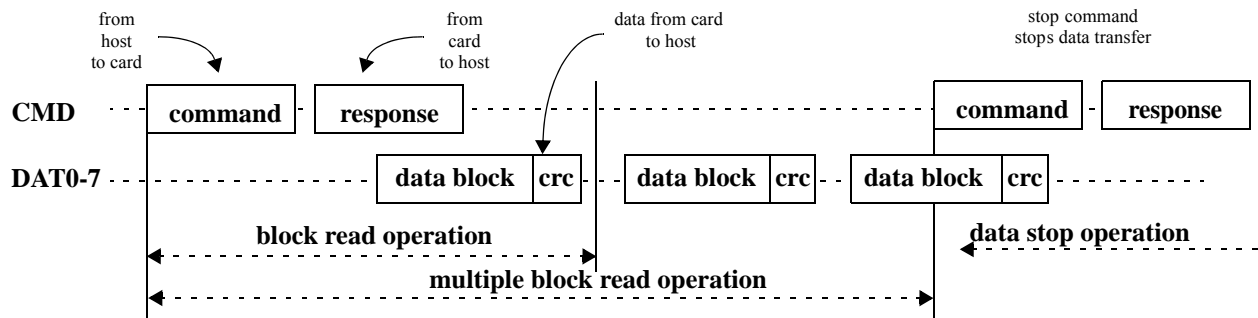 from
host
to card
from
card
to host
data from card
to host
stop command
stops data transfer
CMD
command
response
command
response
DAT0-7
data block
crc
data block
crc
data block
crc
block read operation
data stop operation
multiple block read operation